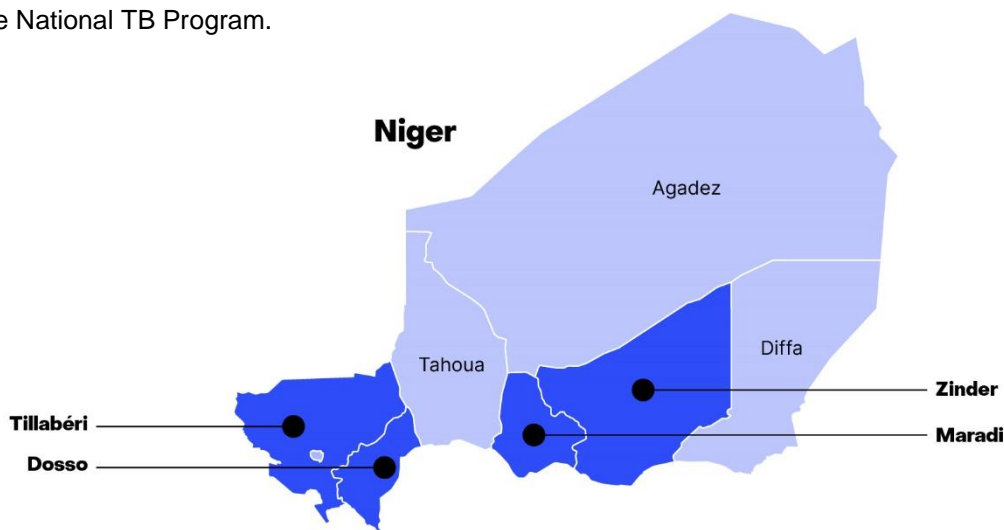 e National TB Program.
Niger
Agadez
Tahoua
Diffa
Zinder
Tillabéri
Maradi
Dosso